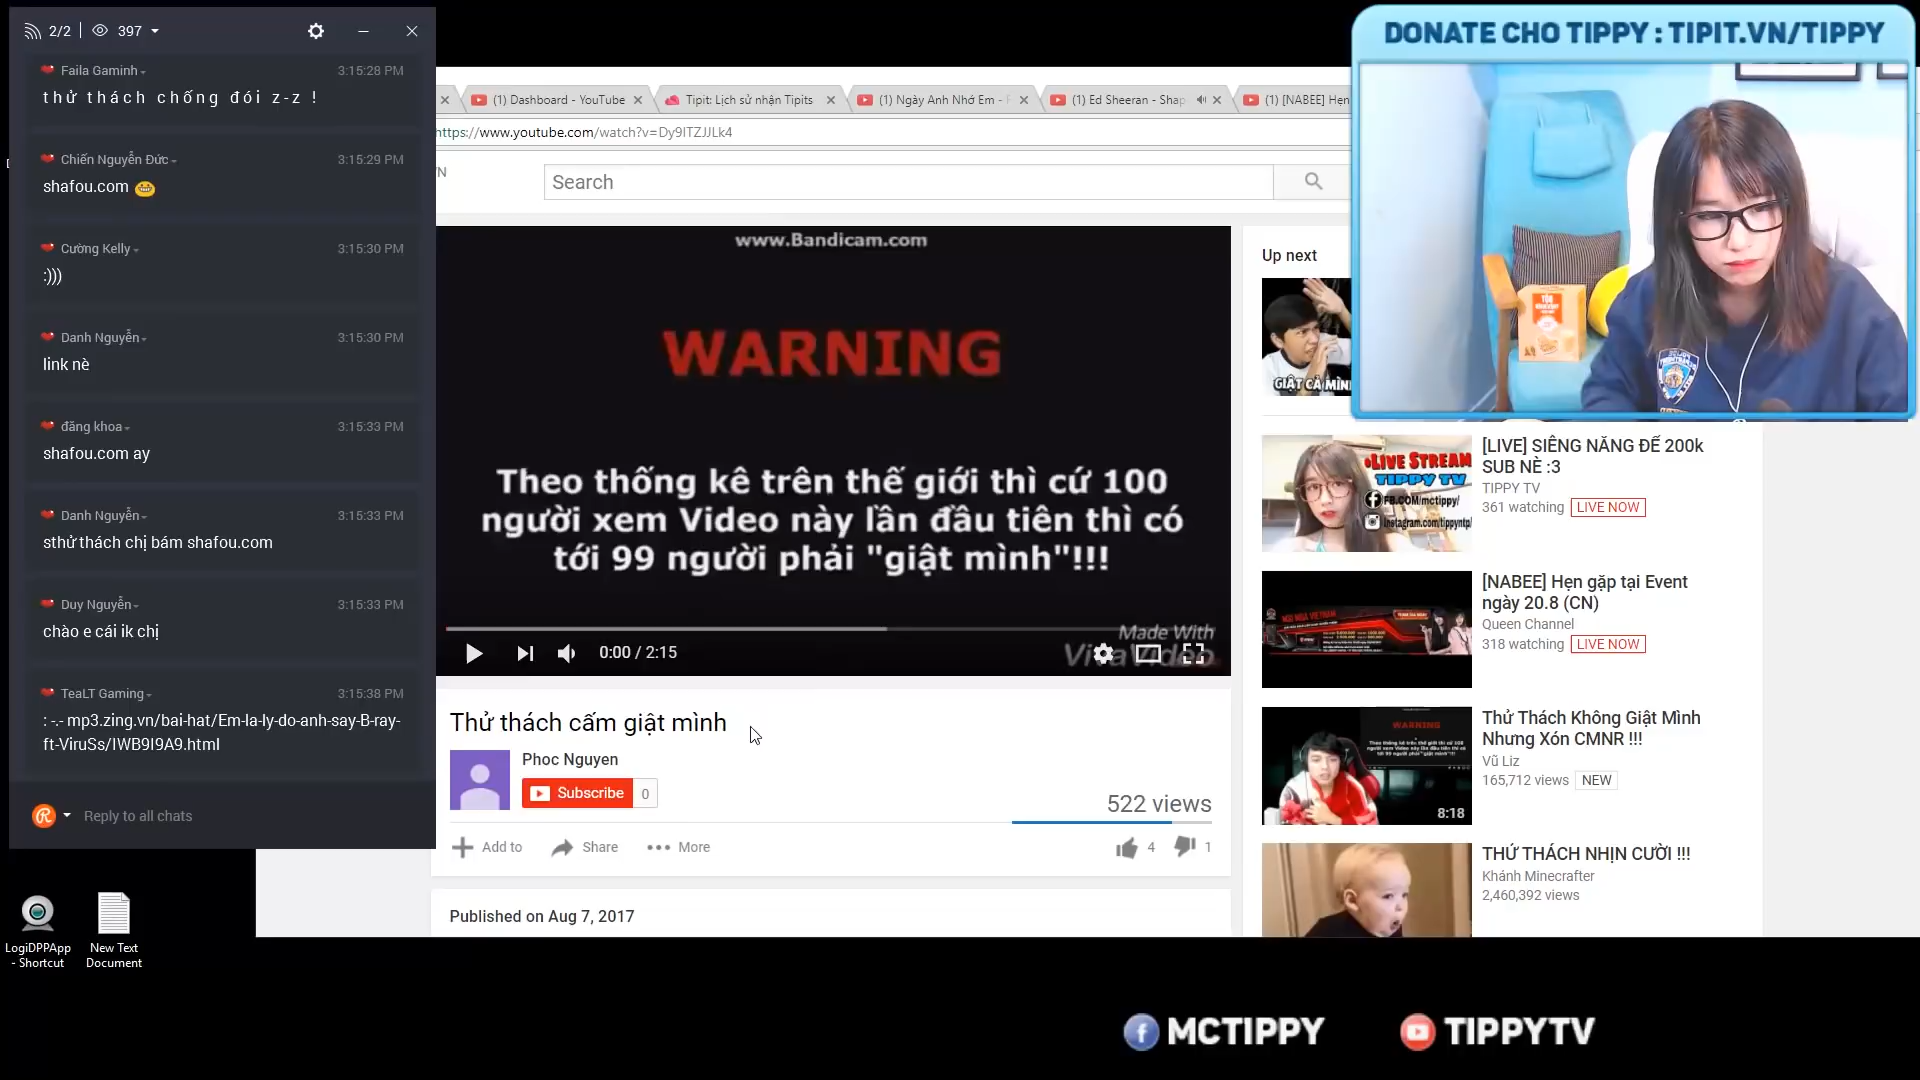 2/2
397
Faila Gaminh
3:15:28 PM
thử thách chống đói z-z !
Chiến Nguyễn Đức
3:15:29 PM
shafou.com
Cường Kelly
3:15:30 PM
:)))
Danh Nguyễn
3:15:30 PM
link nè
đăng khoa
3:15:33 PM
shafou.com ay
Danh Nguyễn
3:15:33 PM
sthử thách chị bám shafou.com
Duy Nguyễn
3:15:33 PM
chào e cái ik chị
TeaLT Gaming
3:15:38 PM
: -.- mp3.zing.vn/bai-hat/Em-la-ly-do-anh-say-B-ray-
ft-ViruSs/IWB9I9A9.html
Reply to all chats
LogiDPPApp
- Shortcut
New Text
Document
(1) Dashboard - YouTube
Tipit: Lịch sử nhận Tipits
(1) Ngày Anh Nhớ Em -
(1) Ed Sheeran - Shap
(1) [NABEE] Hẹn
https://www.youtube.com/watch?v=Dy9lTZJJLk4
Search
www.Bandicam.com
WARNING
Theo thống kê trên thế giới thì cứ 100
người xem Video này lần đầu tiên thì có
tới 99 người phải "giật mình"!!!
0:00 / 2:15
Made With
VivaVideo
Thử thách cấm giật mình
Phoc Nguyen
Subscribe
0
522 views
Add to
Share
More
4
1
Published on Aug 7, 2017
DONATE CHO TIPPY : TIPIT.VN/TIPPY
Up next
GIẬT CẢ MÌN
LIVE STREAM
TIPPY TV
FB.COM/mctippy/
Instagram.com/tippyntp/
[LIVE] SIÊNG NĂNG ĐỂ 200k
SUB NÈ :3
TIPPY TV
361 watching
LIVE NOW
[NABEE] Hẹn gặp tại Event
ngày 20.8 (CN)
Queen Channel
318 watching
LIVE NOW
WARNING
8:18
Thử Thách Không Giật Mình
Nhưng Xón CMNR !!!
Vũ Liz
165,712 views
NEW
THỬ THÁCH NHỊN CƯỜI !!!
Khánh Minecrafter
2,460,392 views
MCTIPPY
TIPPYTV